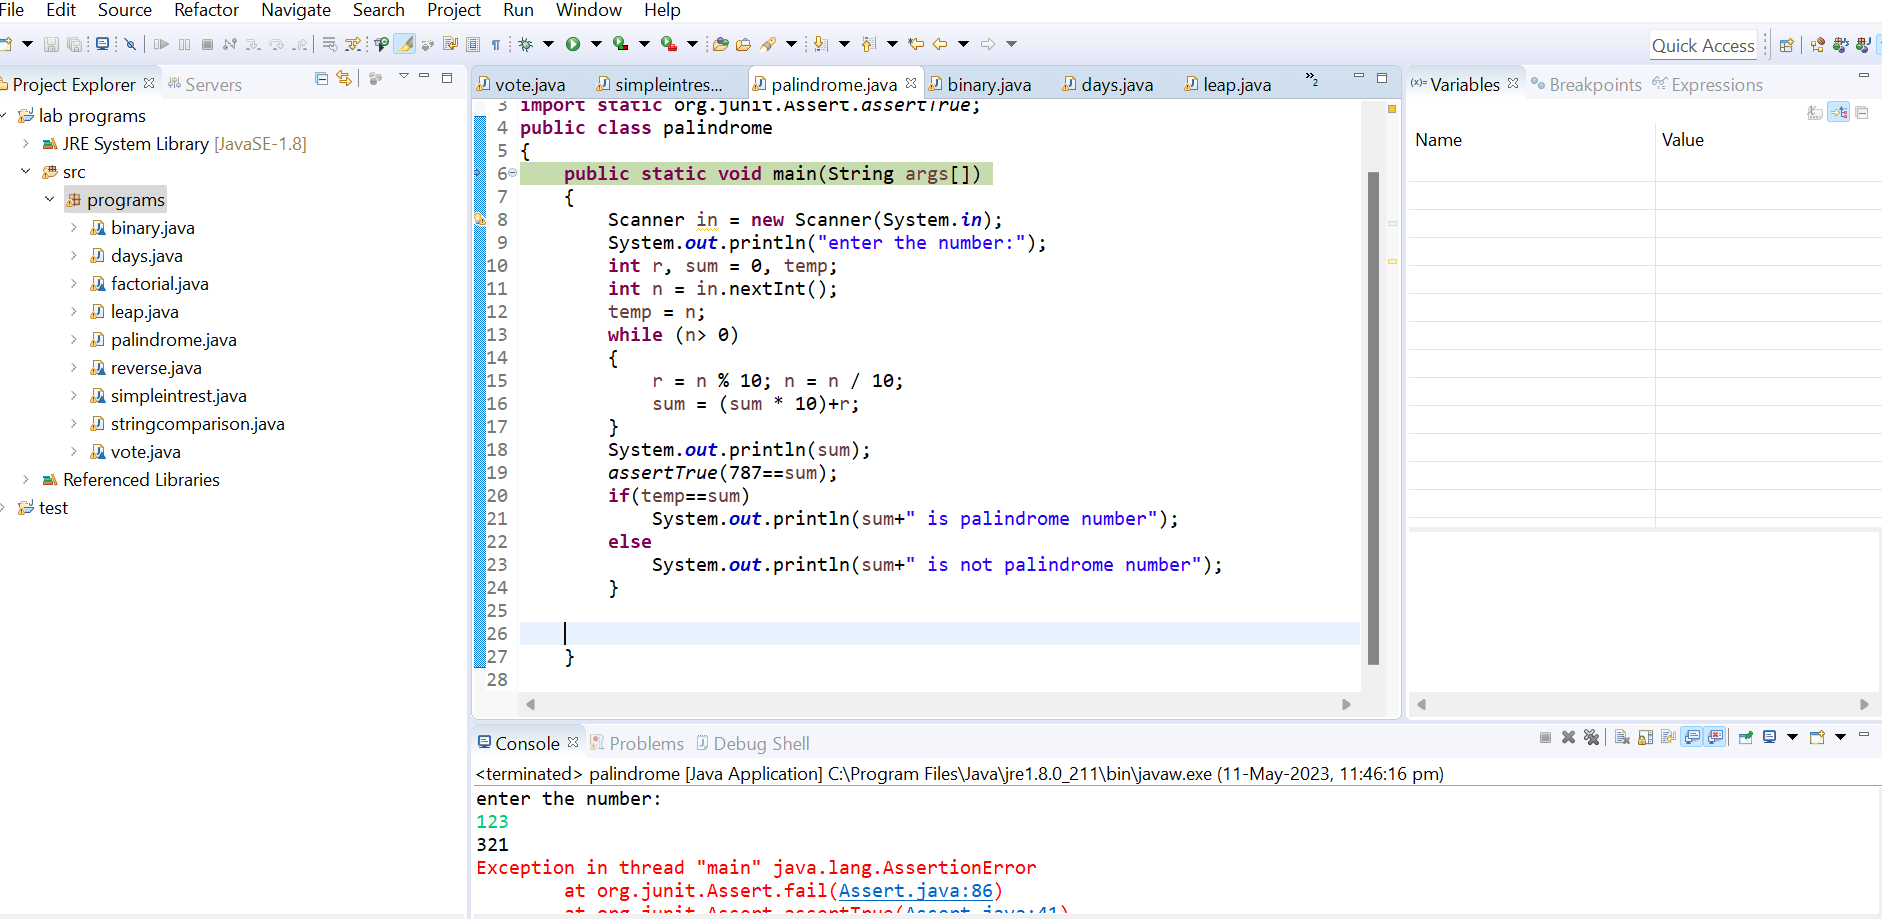 File Edit Source Refactor Navigate Search Project Run Window Help
Quick Access
Project Explorer Servers
lab programs
JRE System Library [JavaSE-1.8]
src
programs
binary.java
days.java
factorial.java
leap.java
palindrome.java
reverse.java
simpleintrest.java
stringcomparison.java
vote.java
Referenced Libraries
test
vote.java simpleintres... palindrome.java binary.java days.java leap.java »2
3 import static org.junit.Assert.assertTrue;
4 public class palindrome
5 {
6 public static void main(String args[])
7 {
8 Scanner in = new Scanner(System.in);
9 System.out.println("enter the number:");
10 int r, sum = 0, temp;
11 int n = in.nextInt();
12 temp = n;
13 while (n> 0)
14 {
15 r = n % 10; n = n / 10;
16 sum = (sum * 10)+r;
17 }
18 System.out.println(sum);
19 assertTrue(787==sum);
20 if(temp==sum)
21 System.out.println(sum+" is palindrome number");
22 else
23 System.out.println(sum+" is not palindrome number");
24 }
25
26
27 }
28
(x)= Variables Breakpoints Expressions
Name Value
Console Problems Debug Shell
<terminated> palindrome [Java Application] C:\Program Files\Java\jre1.8.0_211\bin\javaw.exe (11-May-2023, 11:46:16 pm)
enter the number:
123
321
Exception in thread "main" java.lang.AssertionError
at org.junit.Assert.fail(Assert.java:86)
at org.junit.Assert.assertTrue(Assert.java:41)